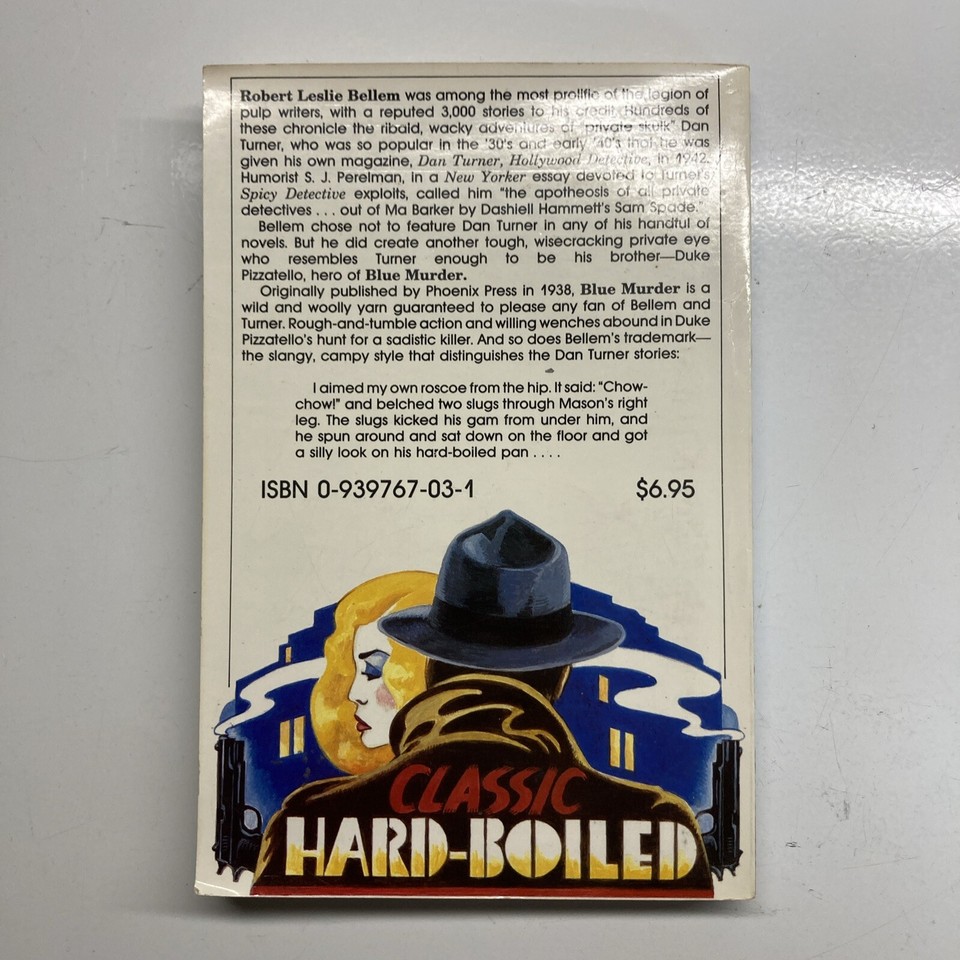 Robert Leslie Bellem was among the most prolific of the legion of
pulp writers, with a reputed 3,000 stories to his credit. Hundreds of
these chronicle the ribald, wacky adventures of "private skulk" Dan
Turner, who was so popular in the '30's and early '40's that he was
given his own magazine, Dan Turner, Hollywood Detective, in 1942.
Humorist S. J. Perelman, in a New Yorker essay devoted to Turner's
Spicy Detective exploits, called him "the apotheosis of all private
detectives . . . out of Ma Barker by Dashiell Hammett's Sam Spade."
Bellem chose not to feature Dan Turner in any of his handful of
novels. But he did create another tough, wisecracking private eye
who resembles Turner enough to be his brother—Duke
Pizzatello, hero of Blue Murder.
Originally published by Phoenix Press in 1938, Blue Murder is a
wild and woolly yarn guaranteed to please any fan of Bellem and
Turner. Rough-and-tumble action and willing wenches abound in Duke
Pizzatello's hunt for a sadistic killer. And so does Bellem's trademark—
the slangy, campy style that distinguishes the Dan Turner stories:
I aimed my own roscoe from the hip. It said: "Chow-
chow!" and belched two slugs through Mason's right
leg. The slugs kicked his gam from under him, and
he spun around and sat down on the floor and got
a silly look on his hard-boiled pan . . . .
ISBN 0-939767-03-1 $6.95
CLASSIC
HARD-BOILED